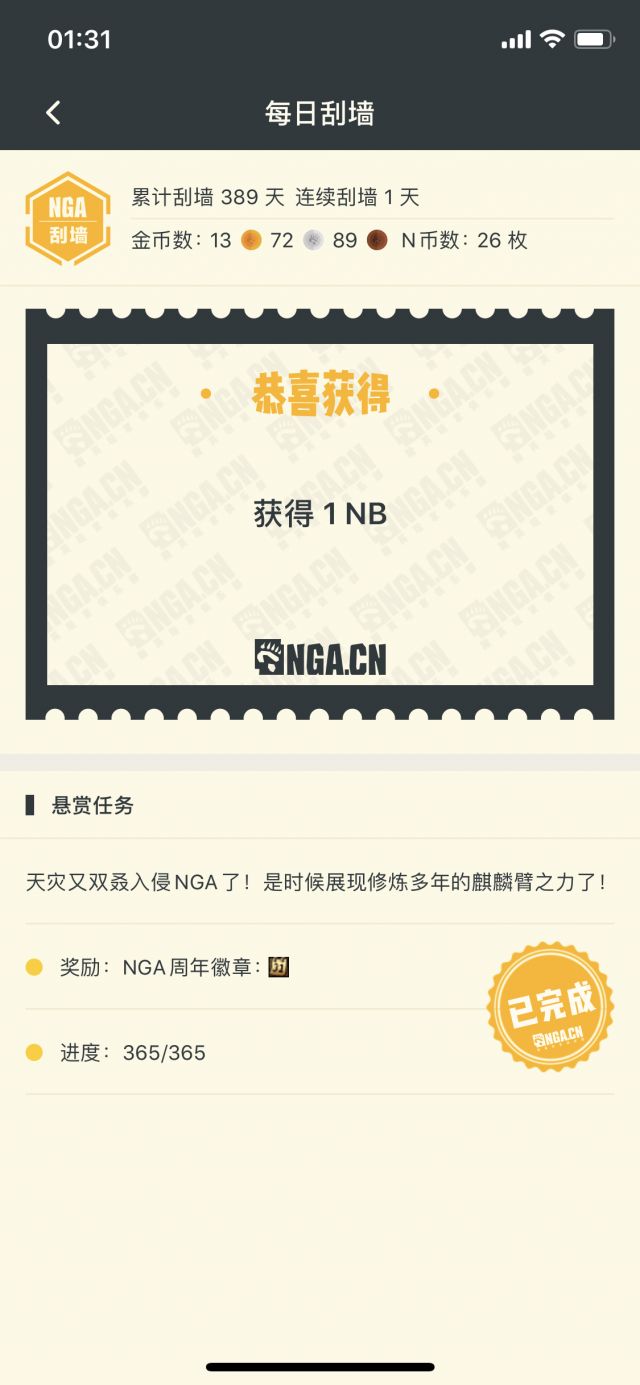 01:31
每日刮墙
NGA
刮墙
累计刮墙 389 天 连续刮墙 1 天
金币数：13 72 89 N币数：26 枚
恭喜获得
获得 1 NB
NGA.CN
悬赏任务
天灾又双叒入侵NGA了！是时候展现修炼多年的麒麟臂之力了！
奖励：NGA周年徽章：
已完成
NGA.CN
进度：365/365